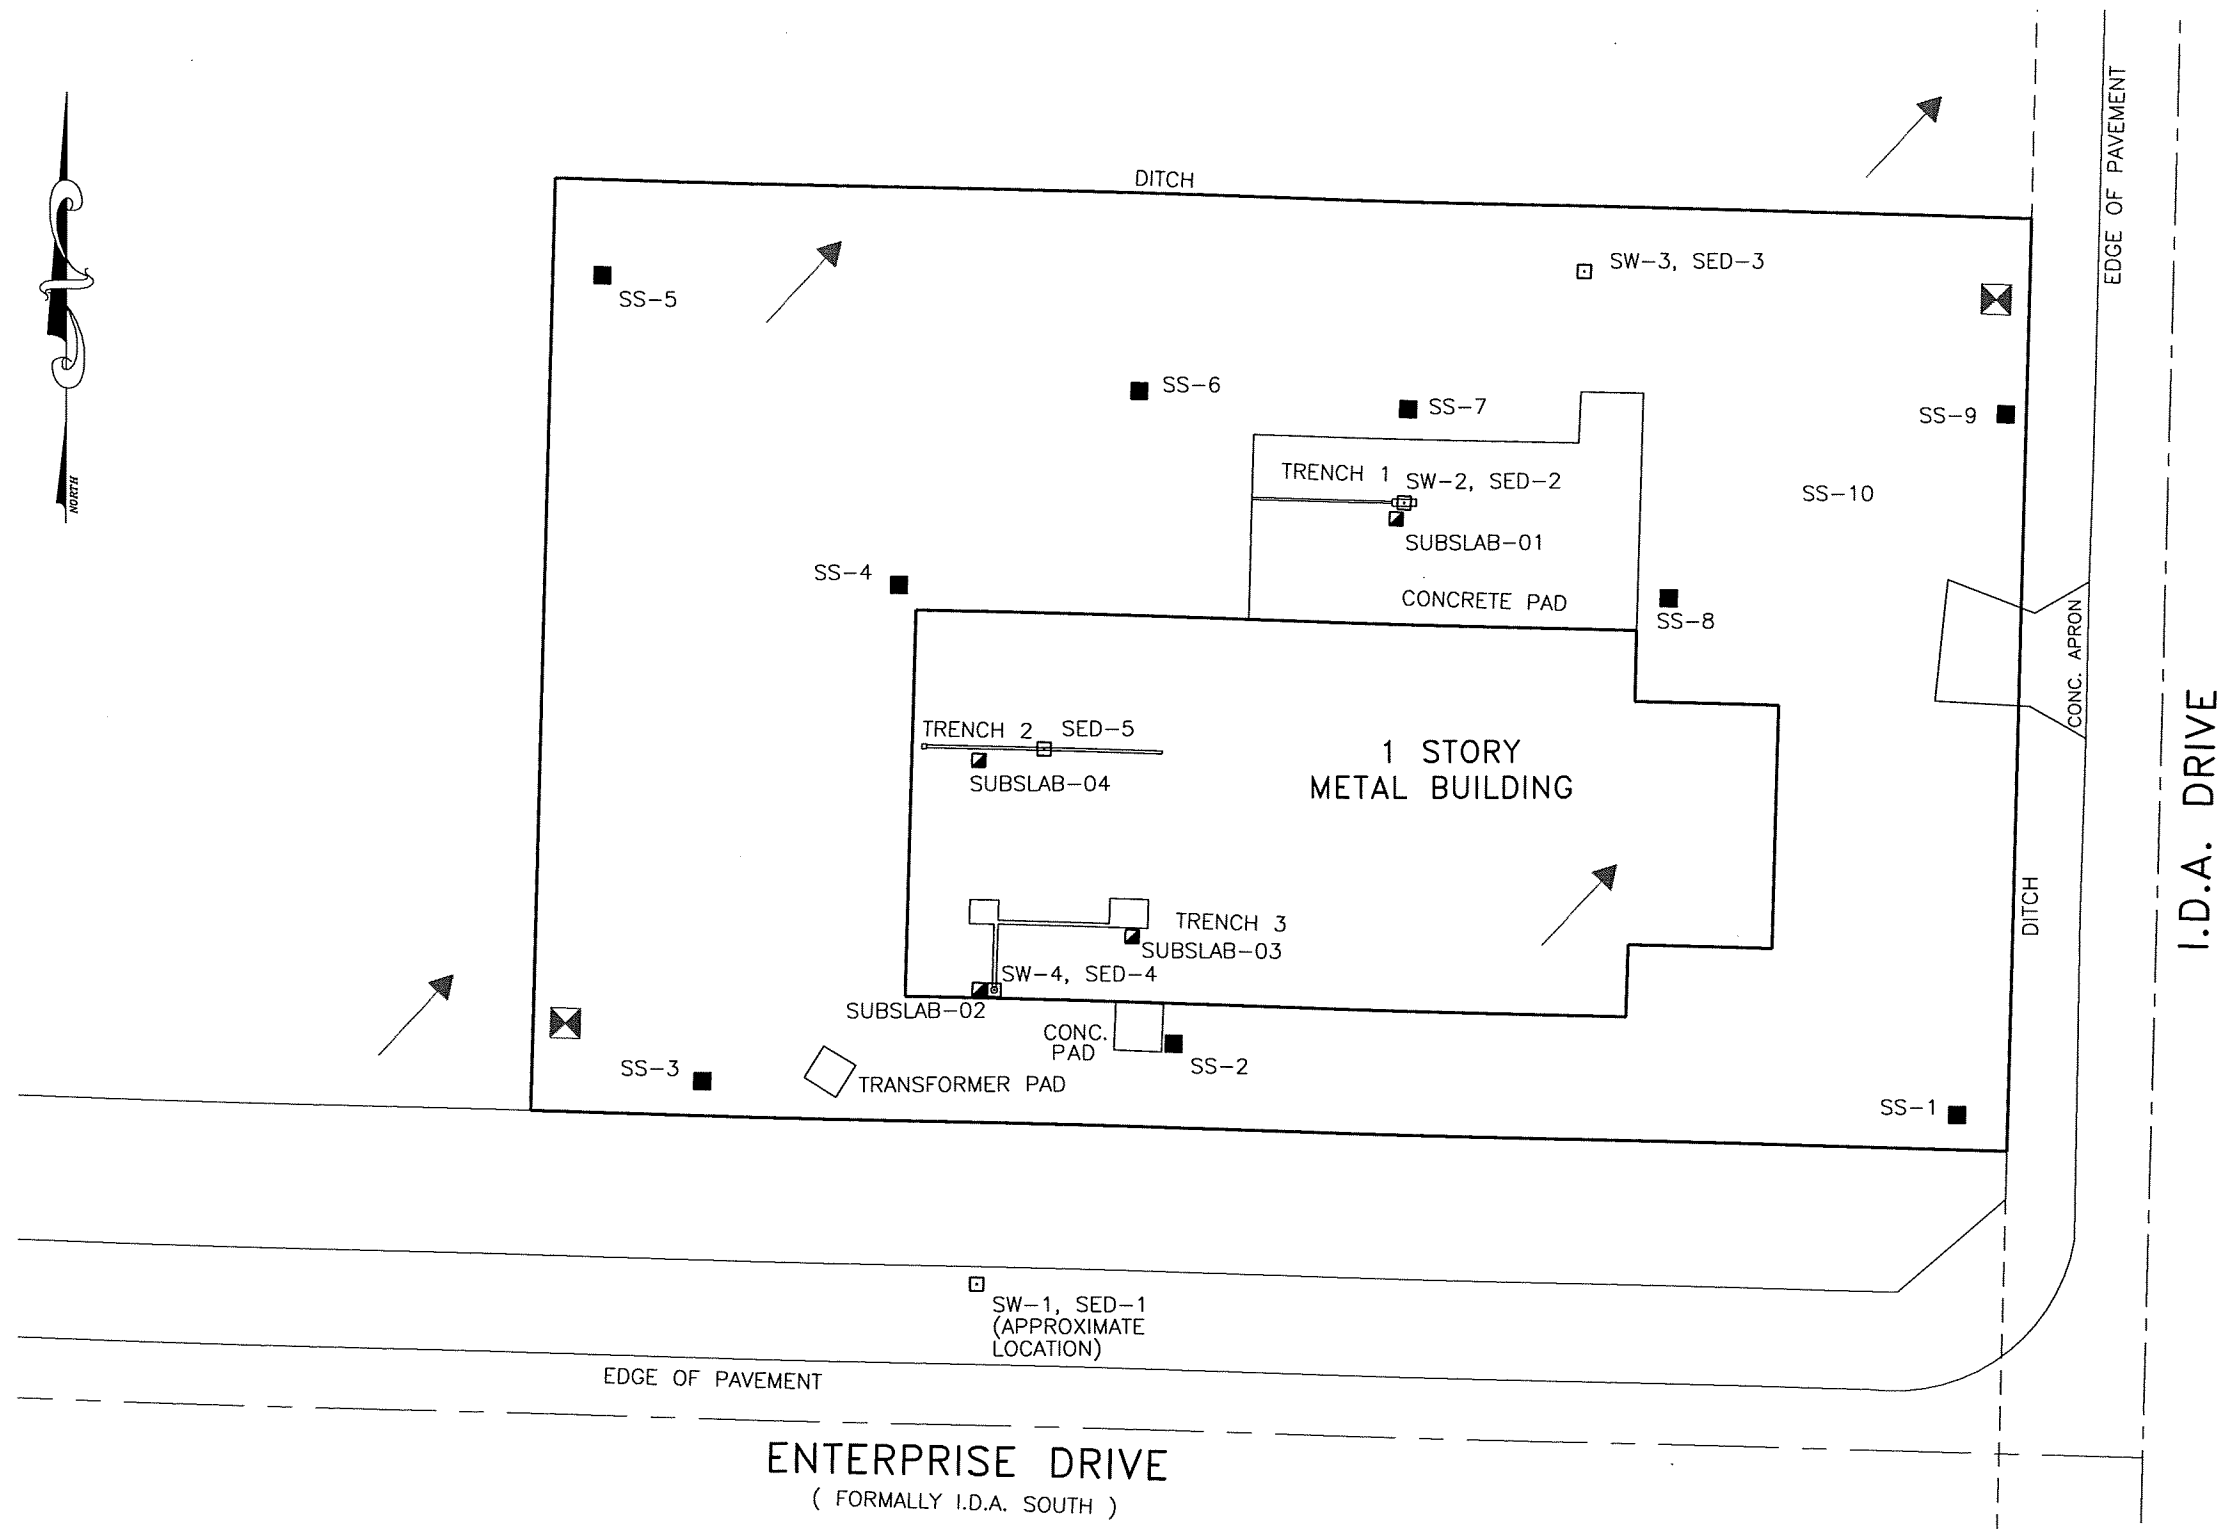 EDGE OF PAVEMENT
DITCH
SW-3, SED-3
SS-5
SS-6
SS-7
SS-9
NORTH
TRENCH 1
SW-2, SED-2
SS-10
SUBSLAB-01
SS-4
CONCRETE PAD
SS-8
CONC. APRON
I.D.A. DRIVE
TRENCH 2
SED-5
1 STORY
METAL BUILDING
SUBSLAB-04
DITCH
TRENCH 3
SUBSLAB-03
SW-4, SED-4
SUBSLAB-02
CONC.
PAD
SS-2
SS-3
TRANSFORMER PAD
SS-1
SW-1, SED-1
(APPROXIMATE
LOCATION)
EDGE OF PAVEMENT
ENTERPRISE DRIVE
( FORMALLY I.D.A. SOUTH )